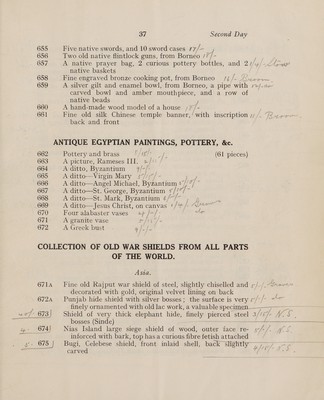 37 Second Day
655 Five native swords, and 10 sword cases
656 Two old native flintlock guns, from Borneo
657 A native prayer bag, 2 curious pottery bottles, and 2
native baskets
658 Fine engraved bronze cooking pot, from Borneo
659 A silver gilt and enamel bowl, from Borneo, a pipe with
carved bowl and amber mouthpiece, and a row of
native beads
660 A hand-made wood model of a house
661 Fine old silk Chinese temple banner, with inscription
back and front
ANTIQUE EGYPTIAN PAINTINGS, POTTERY, &c.
662 Pottery and brass (61 pieces)
663 A picture, Rameses III.
664 A ditto, Byzantium
665 A ditto—Virgin Mary
666 A ditto—Angel Michael, Byzantium
667 A ditto—St. George, Byzantium
668 A ditto—St. Mark, Byzantium
669 A ditto—Jesus Christ, on canvas
670 Four alabaster vases
671 A granite vase
672 A Greek bust
COLLECTION OF OLD WAR SHIELDS FROM ALL PARTS
OF THE WORLD.
Asia.
671A Fine old Rajput war shield of steel, slightly chiselled and
decorated with gold, original velvet lining on back
672A Punjab hide shield with silver bosses; the surface is very
finely ornamented with old lac work, a valuable specimen
673 Shield of very thick elephant hide, finely pierced steel N.S.
bosses (Sinde)
674 Nias Island large siege shield of wood, outer face re- N.S.
inforced with bark, top has a curious fibre fetish attached
675 Bugi, Celebese shield, front inlaid shell, back slightly N.S.
carved